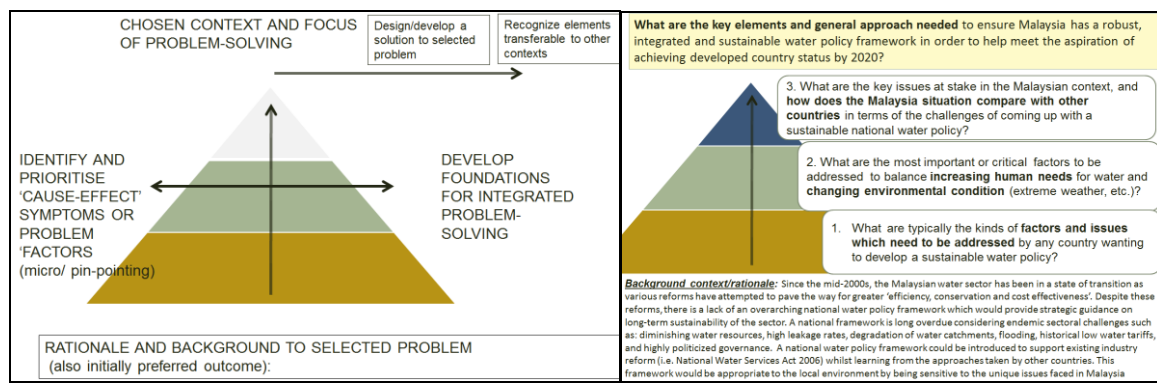 CHOSEN CONTEXT AND FOCUS
OF PROBLEM-SOLVING
Design/develop a
solution to selected
problem
Recognize elements
transferable to other
contexts
IDENTIFY AND
PRIORITISE
‘CAUSE-EFFECT’
SYMPTOMS OR
PROBLEM
‘FACTORS
(micro/ pin-pointing)
DEVELOP
FOUNDATIONS
FOR INTEGRATED
PROBLEM-
SOLVING
RATIONALE AND BACKGROUND TO SELECTED PROBLEM
(also initially preferred outcome):
What are the key elements and general approach needed to ensure Malaysia has a robust,
integrated and sustainable water policy framework in order to help meet the aspiration of
achieving developed country status by 2020?
3. What are the key issues at stake in the Malaysian context, and
how does the Malaysia situation compare with other
countries in terms of the challenges of coming up with a
sustainable national water policy?
2. What are the most important or critical factors to be
addressed to balance increasing human needs for water and
changing environmental condition (extreme weather, etc.)?
1. What are typically the kinds of factors and issues
which need to be addressed by any country wanting
to develop a sustainable water policy?
Background context/rationale: Since the mid-2000s, the Malaysian water sector has been in a state of transition as
various reforms have attempted to pave the way for greater ‘efficiency, conservation and cost effectiveness’. Despite these
reforms, there is a lack of an overarching national water policy framework which would provide strategic guidance on
long-term sustainability of the sector. A national framework is long overdue considering endemic sectoral challenges such
as: diminishing water resources, high leakage rates, degradation of water catchments, flooding, historical low water tariffs,
and highly politicized governance. A national water policy framework could be introduced to support existing industry
reform (i.e. National Water Services Act 2006) whilst learning from the approaches taken by other countries. This
framework would be appropriate to the local environment by being sensitive to the unique issues faced in Malaysia